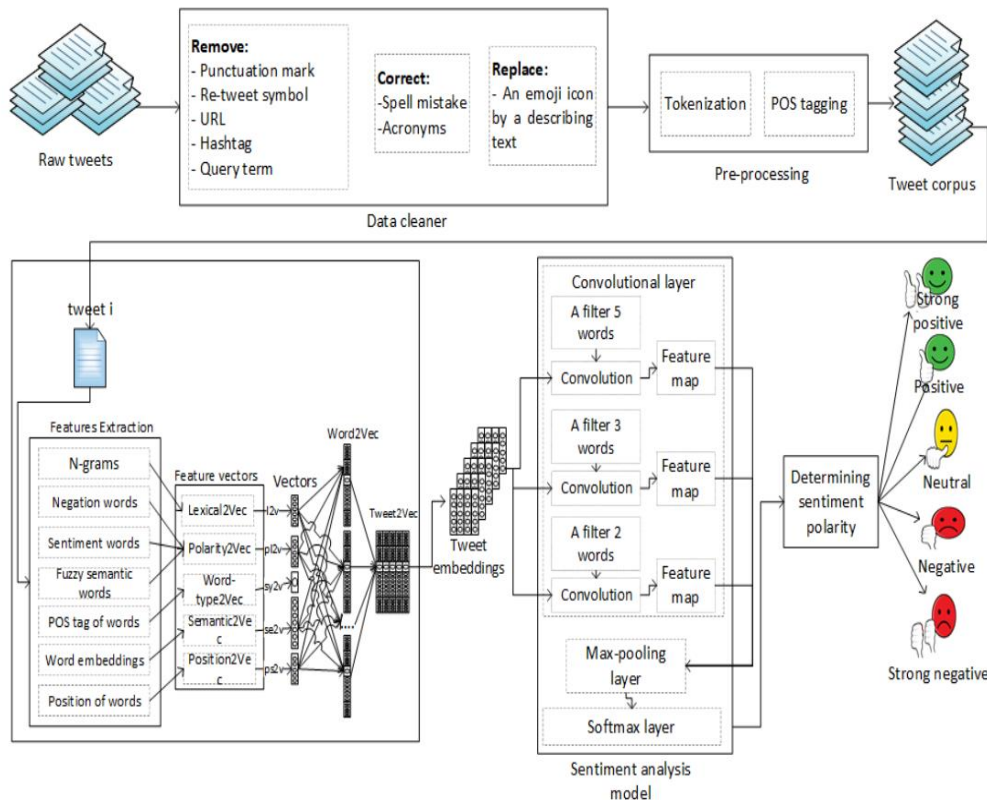 Raw tweets
Remove:
- Punctuation mark
- Re-tweet symbol
- URL
- Hashtag
- Query term
Correct:
-Spell mistake
-Acronyms
Replace:
- An emoji icon
by a describing
text
Data cleaner
Tokenization
POS tagging
Pre-processing
Tweet corpus
tweet i
Features Extraction
N-grams
Negation words
Sentiment words
Fuzzy semantic
words
POS tag of words
Word embeddings
Position of words
Feature vectors
Lexical2Vec
Polarity2Vec
Word-
type2Vec
Semantic2Ve
c
Position2Ve
c
Vectors
l2v
pl2v
sy2v
se2v
ps2v
Word2Vec
....
Tweet2Vec
Tweet
embeddings
Convolutional layer
A filter 5
words
Convolution
Feature
map
A filter 3
words
Convolution
Feature
map
A filter 2
words
Convolution
Feature
map
Max-pooling
layer
Softmax layer
Sentiment analysis
model
Determining
sentiment
polarity
Strong
positive
Positive
Neutral
Negative
Strong negative